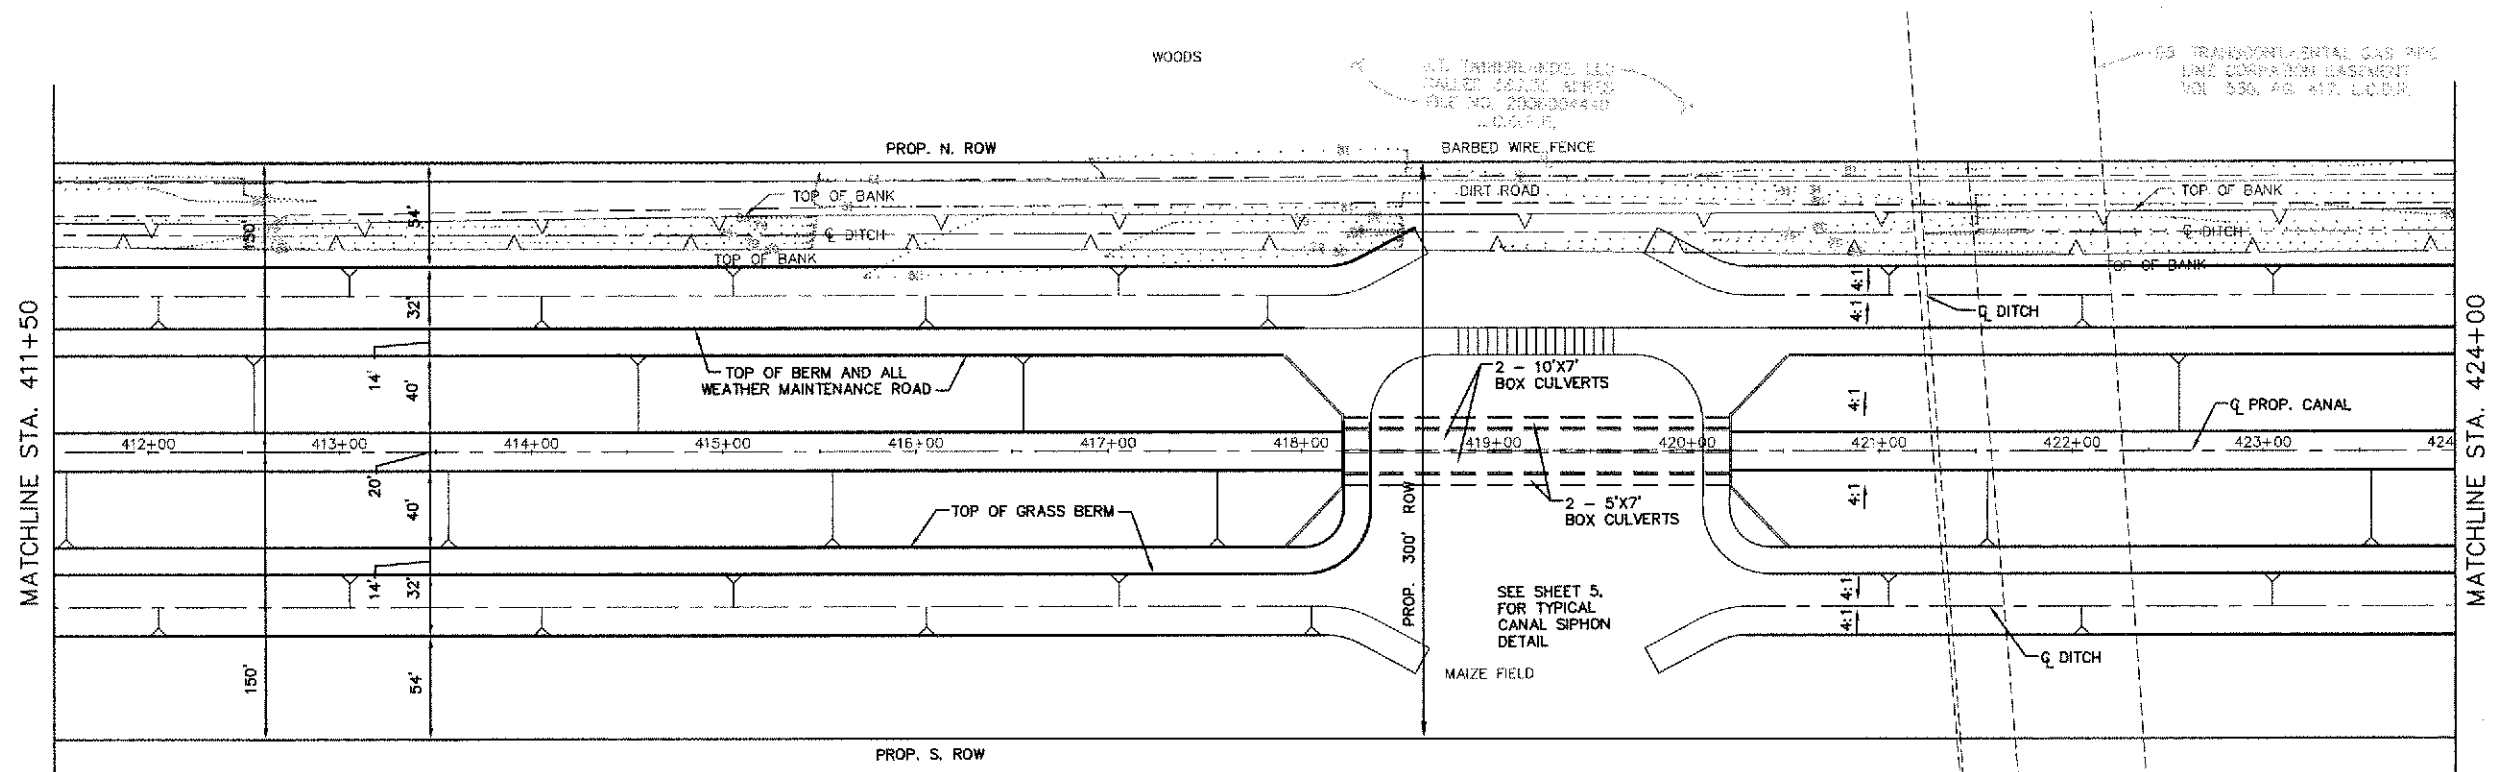 WOODS
PROP. N. ROW
BARBED WIRE FENCE
TOP OF BANK
DIRT ROAD
TOP OF BANK
℄ DITCH
℄ DITCH
TOP OF BANK
TOP OF BANK
150'
54'
32'
14'
40'
20'
40'
14'
32'
54'
150'
4:1
4:1
℄ DITCH
MATCHLINE STA. 411+50
MATCHLINE STA. 424+00
TOP OF BERM AND ALL
WEATHER MAINTENANCE ROAD
2 - 10'X7'
BOX CULVERTS
4:1
℄ PROP. CANAL
412+00
413+00
414+00
415+00
416+00
417+00
418+00
419+00
420+00
421+00
422+00
423+00
424
TOP OF GRASS BERM
2 - 5'X7'
BOX CULVERTS
4:1
PROP. 300' ROW
SEE SHEET 5.
FOR TYPICAL
CANAL SIPHON
DETAIL
4:1
4:1
℄ DITCH
MAIZE FIELD
PROP. S. ROW